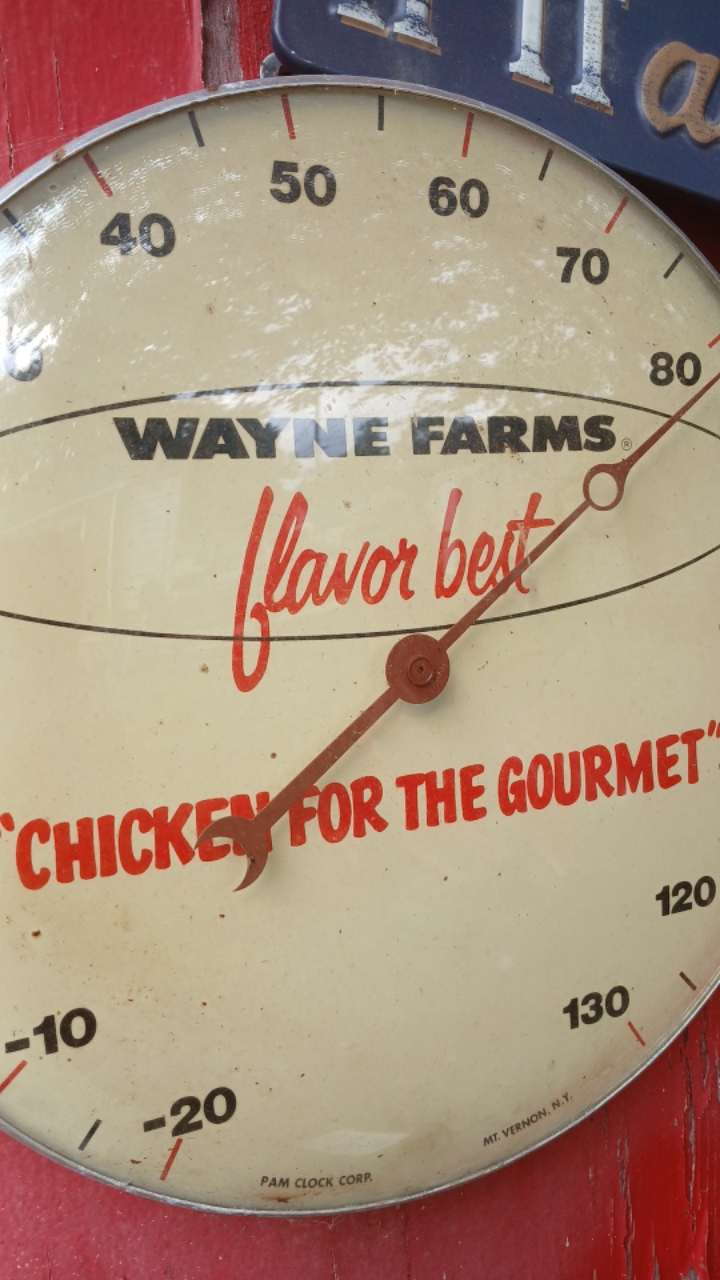 50
60
40
70
80
WAYNE FARMS®
flavor best
"CHICKEN FOR THE GOURMET"
120
130
-10
-20
MT. VERNON, N.Y.
PAM CLOCK CORP.